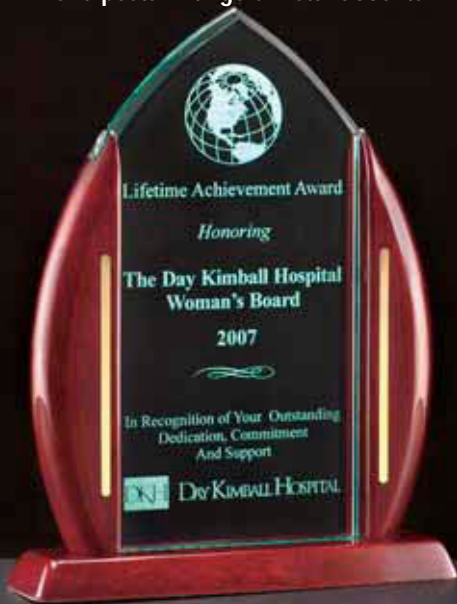 Lifetime Achievement Award
Honoring
The Day Kimball Hospital
Woman's Board
2007
In Recognition of Your Outstanding
Dedication, Commitment
And Support
DKH DAY KIMBALL HOSPITAL